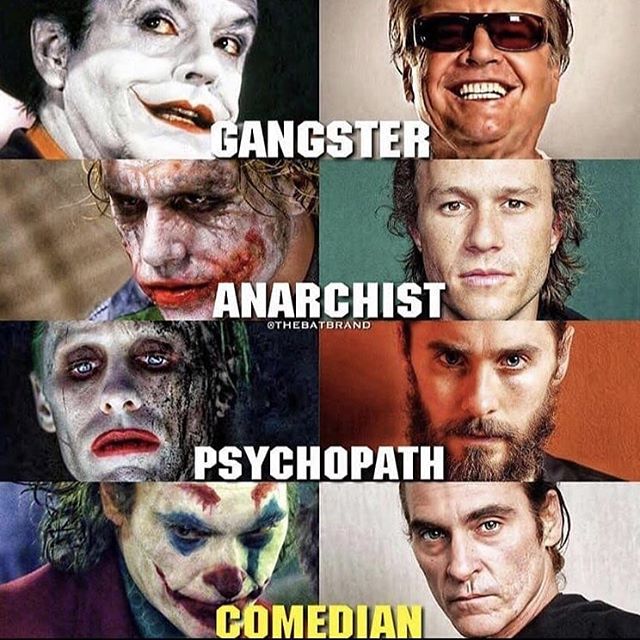 GANGSTER
ANARCHIST
@THEBATBRAND
PSYCHOPATH
COMEDIAN